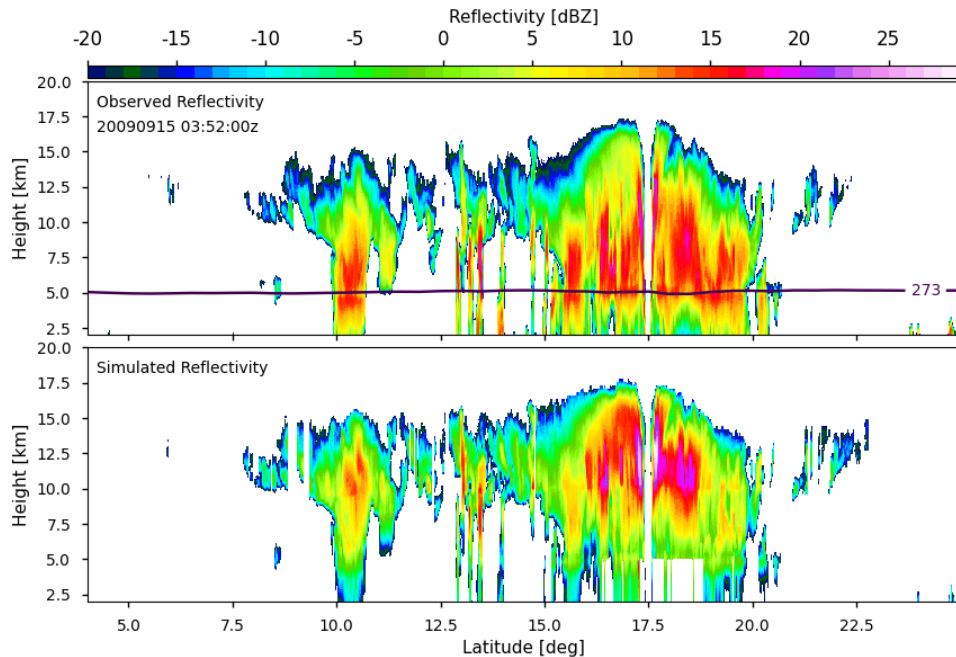 Reflectivity [dBZ]
-20 -15 -10 -5 0 5 10 15 20 25
20.0
Observed Reflectivity
20090915 03:52:00z
17.5
15.0
12.5
10.0
Height [km]
7.5
5.0
273
2.5
20.0
Simulated Reflectivity
17.5
15.0
12.5
10.0
Height [km]
7.5
5.0
2.5
5.0 7.5 10.0 12.5 15.0 17.5 20.0 22.5
Latitude [deg]